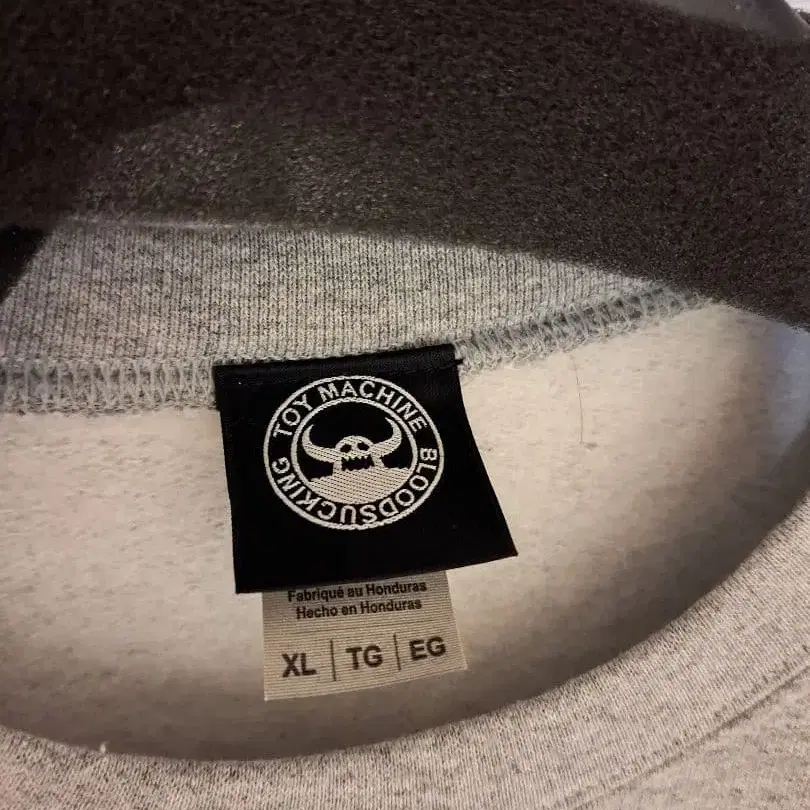 TOY MACHINE BLOODSUCKING
Fabriqué au Honduras
Hecho en Honduras
XL | TG | EG